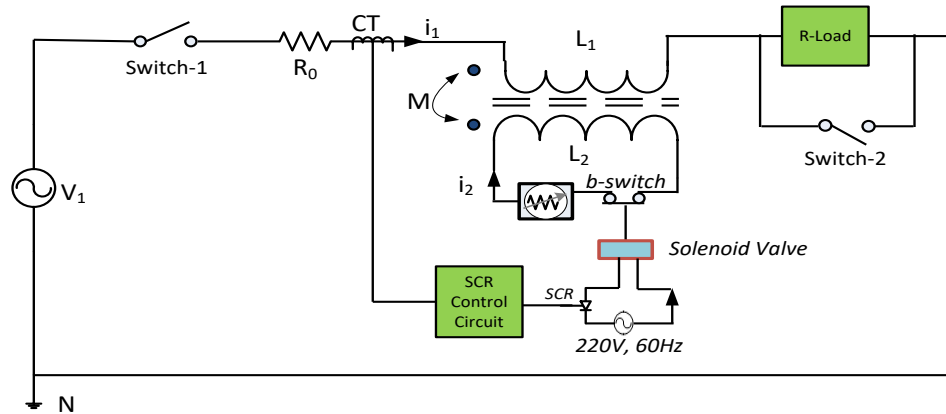 CT
i1
L1
R-Load
Switch-1
R0
M
Switch-2
L2
b-switch
i2
V1
Solenoid Valve
SCR
Control
Circuit
SCR
220V, 60Hz
N